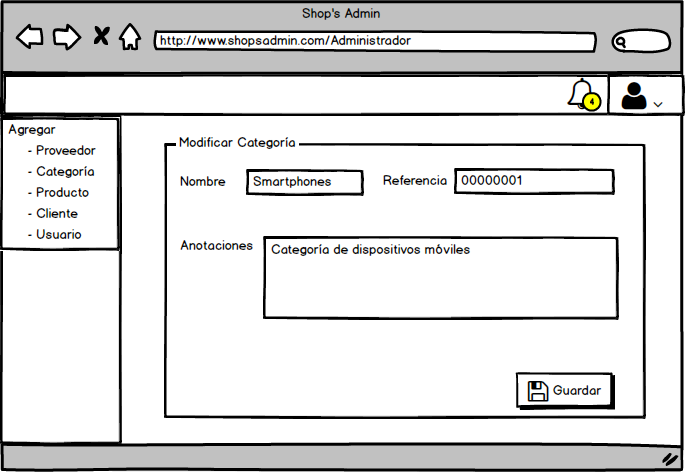 Shop's Admin
http://www.shopsadmin.com/Administrador
4
Agregar
- Proveedor
- Categoría
- Producto
- Cliente
- Usuario
Modificar Categoría
Nombre Smartphones Referencia 00000001
Anotaciones Categoría de dispositivos móviles
Guardar